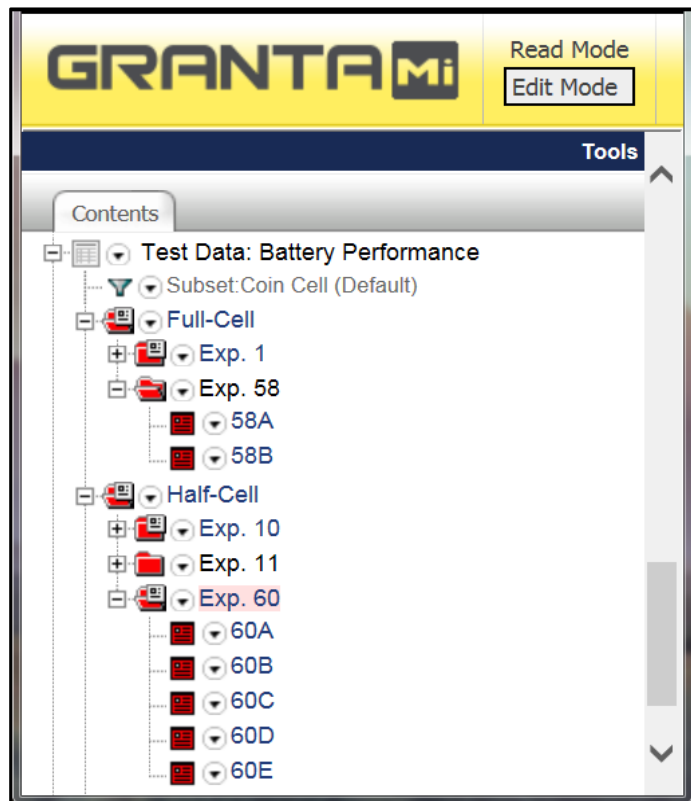 GRANTA Mi
Read Mode
Edit Mode
Tools
Contents
Test Data: Battery Performance
Subset:Coin Cell (Default)
Full-Cell
Exp. 1
Exp. 58
58A
58B
Half-Cell
Exp. 10
Exp. 11
Exp. 60
60A
60B
60C
60D
60E